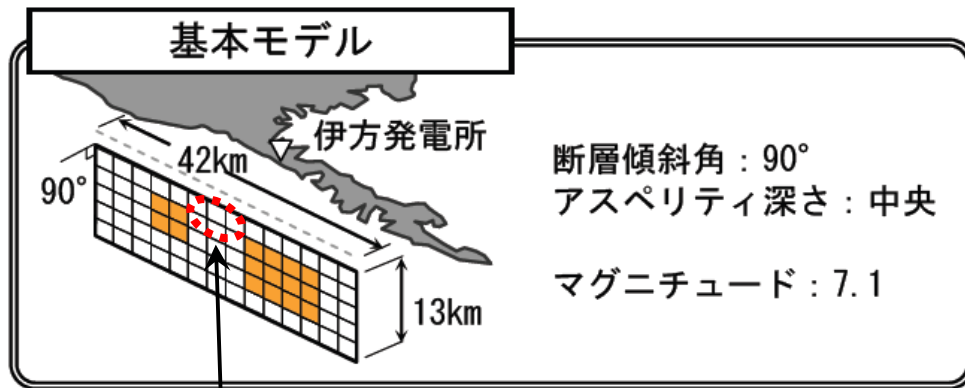 基本モデル
伊方発電所
42km
90°
13km
断層傾斜角：90°
アスペリティ深さ：中央
マグニチュード：7.1